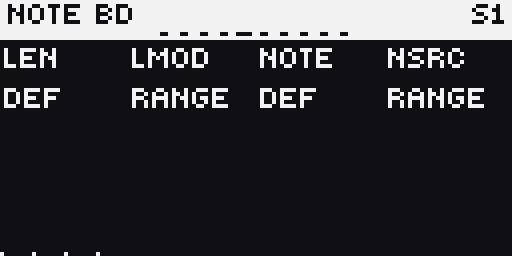 NOTE BD S1
LEN LMOD NOTE NSRC
DEF RANGE DEF RANGE